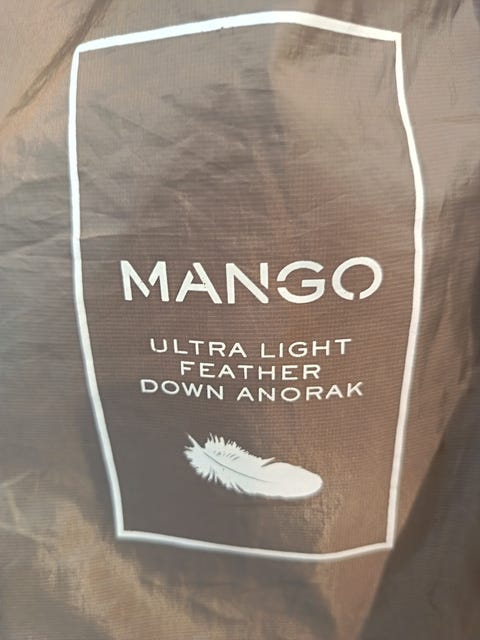 MANGO
ULTRA LIGHT
FEATHER
DOWN ANORAK